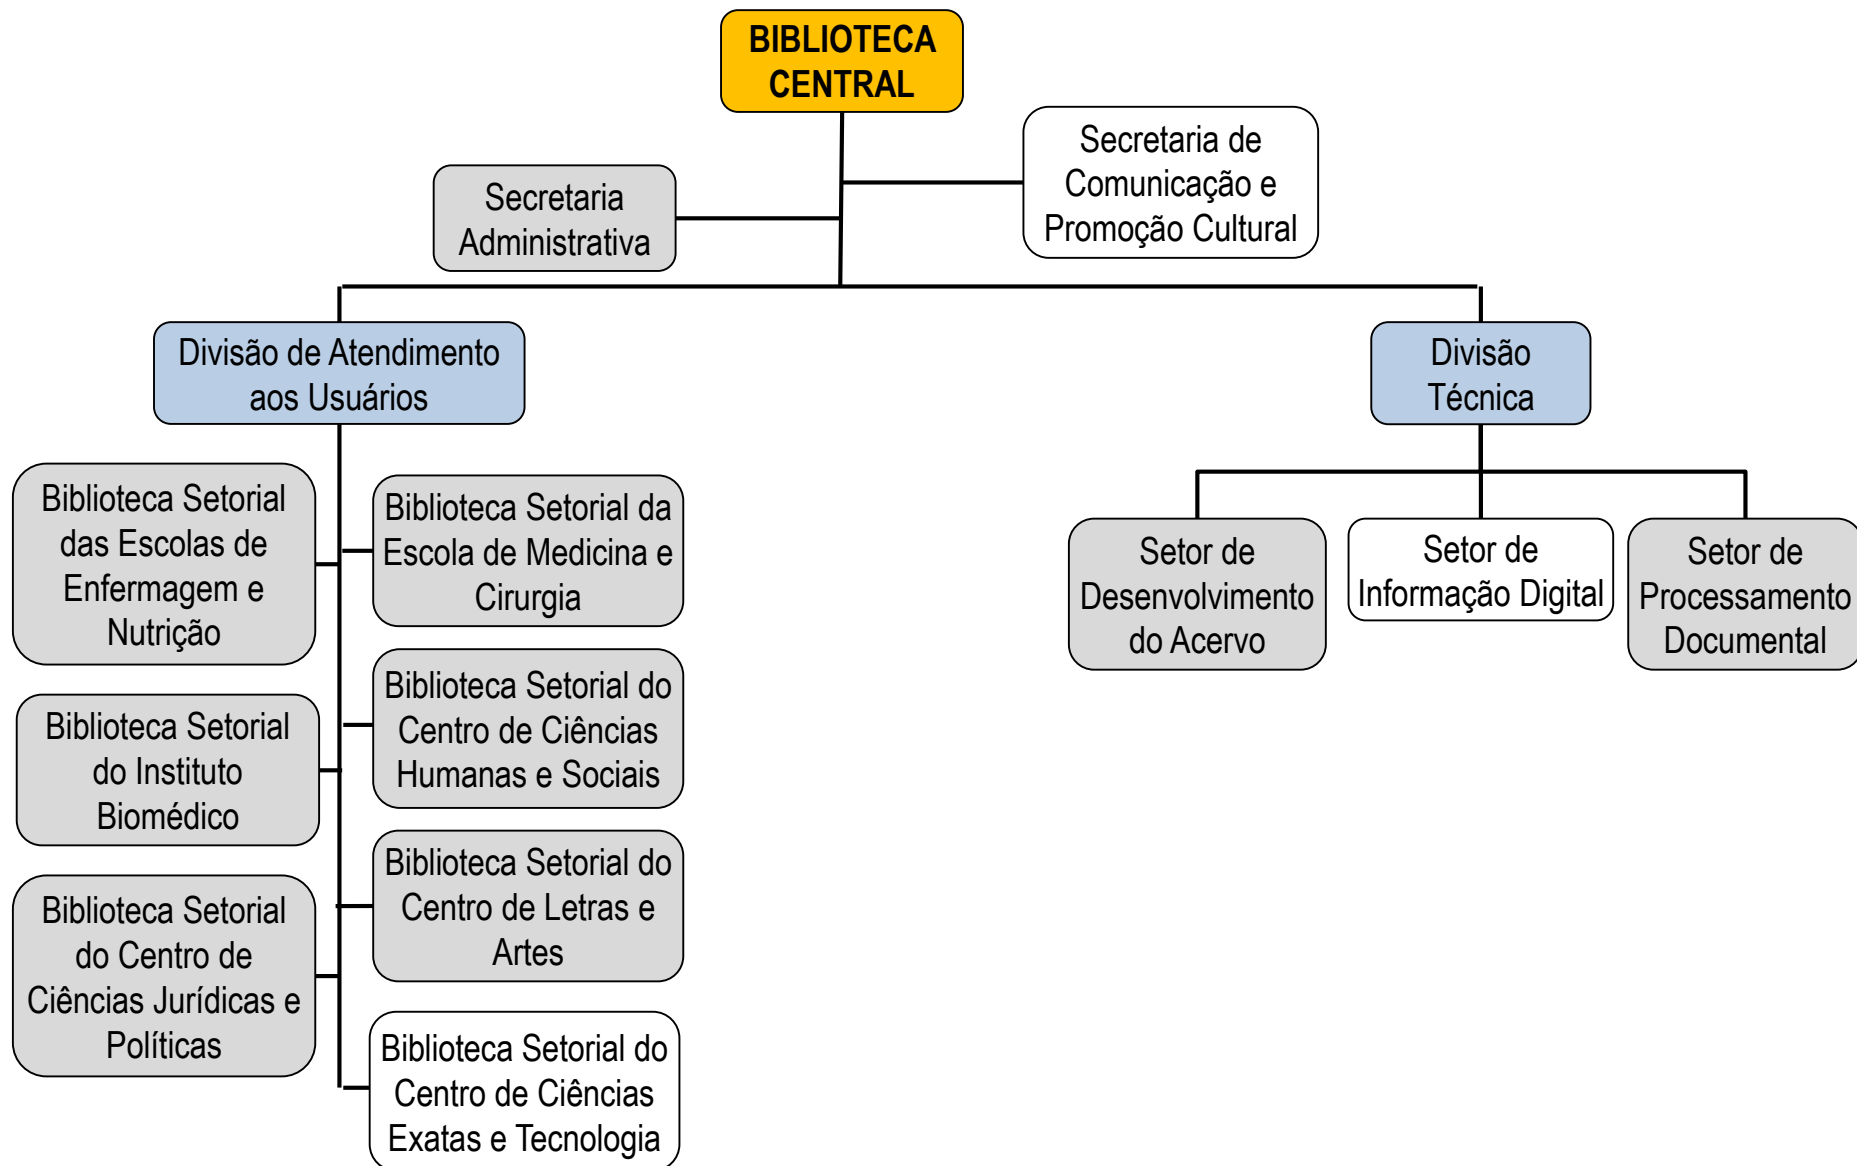 BIBLIOTECA
CENTRAL
Secretaria de
Comunicação e
Promoção Cultural
Secretaria
Administrativa
Divisão de Atendimento
aos Usuários
Divisão
Técnica
Biblioteca Setorial
das Escolas de
Enfermagem e
Nutrição
Biblioteca Setorial da
Escola de Medicina e
Cirurgia
Setor de
Desenvolvimento
do Acervo
Setor de
Informação Digital
Setor de
Processamento
Documental
Biblioteca Setorial
do Instituto
Biomédico
Biblioteca Setorial do
Centro de Ciências
Humanas e Sociais
Biblioteca Setorial
do Centro de
Ciências Jurídicas e
Políticas
Biblioteca Setorial do
Centro de Letras e
Artes
Biblioteca Setorial do
Centro de Ciências
Exatas e Tecnologia